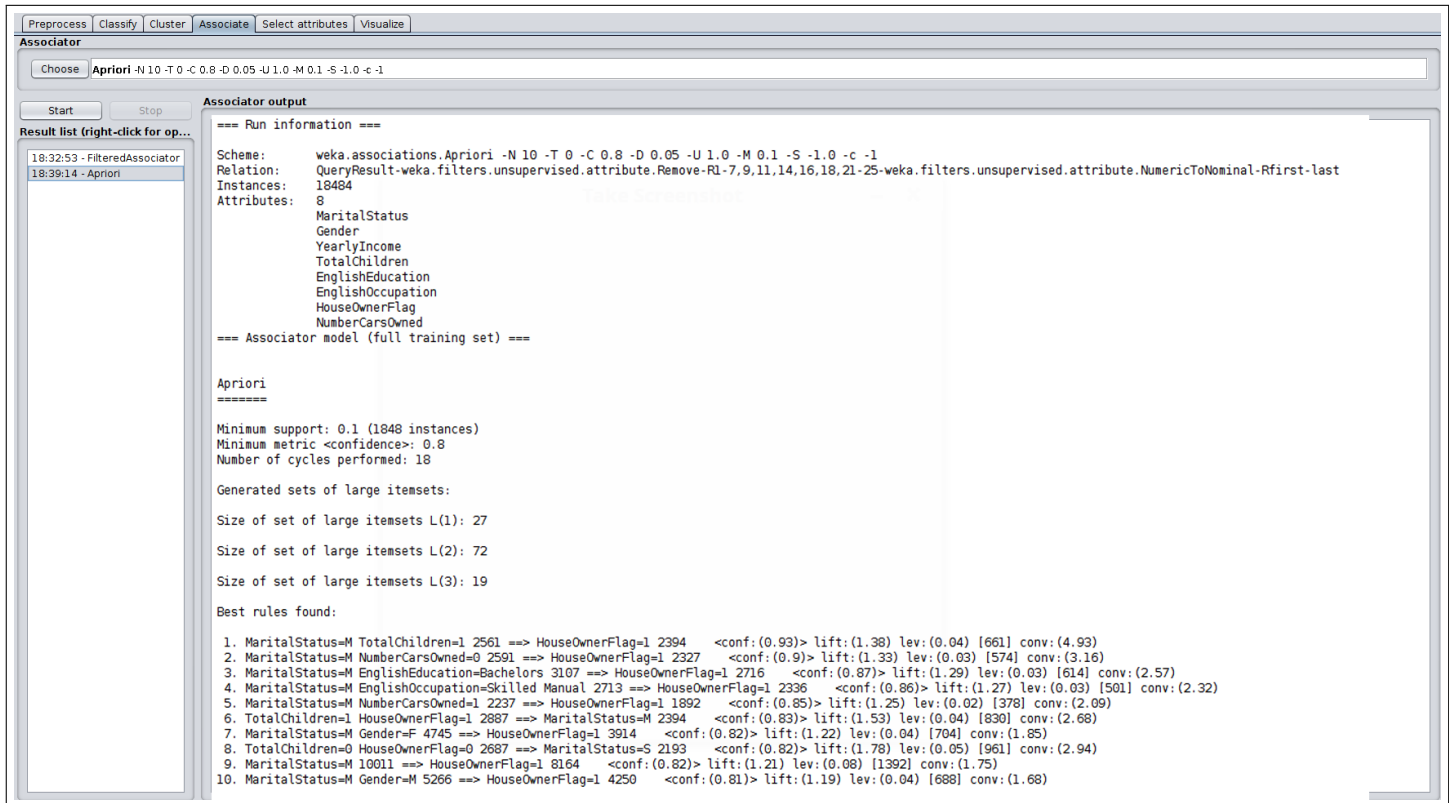 Preprocess Classify Cluster Associate Select attributes Visualize
Associator
Choose Apriori -N 10 -T 0 -C 0.8 -D 0.05 -U 1.0 -M 0.1 -S -1.0 -c -1
Start Stop
Result list (right-click for op...
18:32:53 - FilteredAssociator
18:39:14 - Apriori
Associator output
=== Run information ===
Scheme: weka.associations.Apriori -N 10 -T 0 -C 0.8 -D 0.05 -U 1.0 -M 0.1 -S -1.0 -c -1
Relation: QueryResult-weka.filters.unsupervised.attribute.Remove-R1-7,9,11,14,16,18,21-25-weka.filters.unsupervised.attribute.NumericToNominal-Rfirst-last
Instances: 18484
Attributes: 8
MaritalStatus
Gender
YearlyIncome
TotalChildren
EnglishEducation
EnglishOccupation
HouseOwnerFlag
NumberCarsOwned
=== Associator model (full training set) ===
Apriori
=======
Minimum support: 0.1 (1848 instances)
Minimum metric <confidence>: 0.8
Number of cycles performed: 18
Generated sets of large itemsets:
Size of set of large itemsets L(1): 27
Size of set of large itemsets L(2): 72
Size of set of large itemsets L(3): 19
Best rules found:
1. MaritalStatus=M TotalChildren=1 2561 ==> HouseOwnerFlag=1 2394 <conf:(0.93)> lift:(1.38) lev:(0.04) [661] conv:(4.93)
2. MaritalStatus=M NumberCarsOwned=0 2591 ==> HouseOwnerFlag=1 2327 <conf:(0.9)> lift:(1.33) lev:(0.03) [574] conv:(3.16)
3. MaritalStatus=M EnglishEducation=Bachelors 3107 ==> HouseOwnerFlag=1 2716 <conf:(0.87)> lift:(1.29) lev:(0.03) [614] conv:(2.57)
4. MaritalStatus=M EnglishOccupation=Skilled Manual 2713 ==> HouseOwnerFlag=1 2336 <conf:(0.86)> lift:(1.27) lev:(0.03) [501] conv:(2.32)
5. MaritalStatus=M NumberCarsOwned=1 2237 ==> HouseOwnerFlag=1 1892 <conf:(0.85)> lift:(1.25) lev:(0.02) [378] conv:(2.09)
6. TotalChildren=1 HouseOwnerFlag=1 2887 ==> MaritalStatus=M 2394 <conf:(0.83)> lift:(1.53) lev:(0.04) [830] conv:(2.68)
7. MaritalStatus=M Gender=F 4745 ==> HouseOwnerFlag=1 3914 <conf:(0.82)> lift:(1.22) lev:(0.04) [704] conv:(1.85)
8. TotalChildren=0 HouseOwnerFlag=0 2687 ==> MaritalStatus=S 2193 <conf:(0.82)> lift:(1.78) lev:(0.05) [961] conv:(2.94)
9. MaritalStatus=M 10011 ==> HouseOwnerFlag=1 8164 <conf:(0.82)> lift:(1.21) lev:(0.08) [1392] conv:(1.75)
10. MaritalStatus=M Gender=M 5266 ==> HouseOwnerFlag=1 4250 <conf:(0.81)> lift:(1.19) lev:(0.04) [688] conv:(1.68)